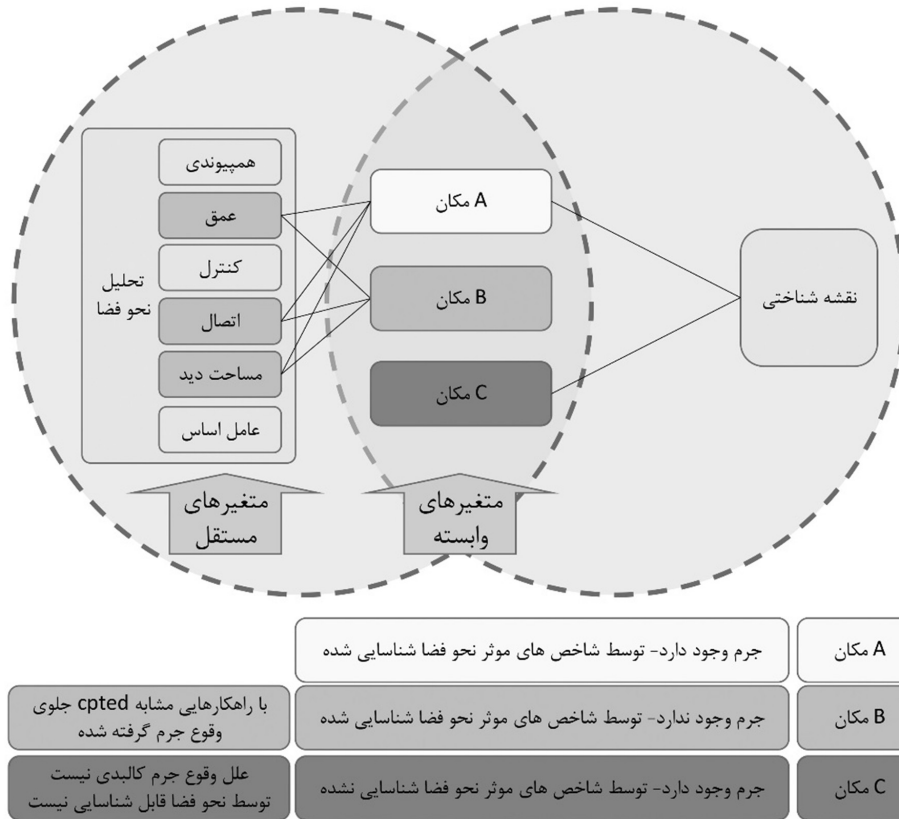 همپیوندی
عمق
کنترل
اتصال
مساحت دید
عامل اساس
تحلیل
نحو فضا
مکان A
مکان B
مکان C
نقشه شناختی
متغیرهای
مستقل
متغیرهای
وابسته
مکان A
جرم وجود دارد- توسط شاخص های موثر نحو فضا شناسایی شده
مکان B
جرم وجود ندارد- توسط شاخص های موثر نحو فضا شناسایی شده
با راهکارهایی مشابه cpted جلوی
وقوع جرم گرفته شده
مکان C
جرم وجود دارد- توسط شاخص های موثر نحو فضا شناسایی نشده
علل وقوع جرم کالبدی نیست
توسط نحو فضا قابل شناسایی نیست